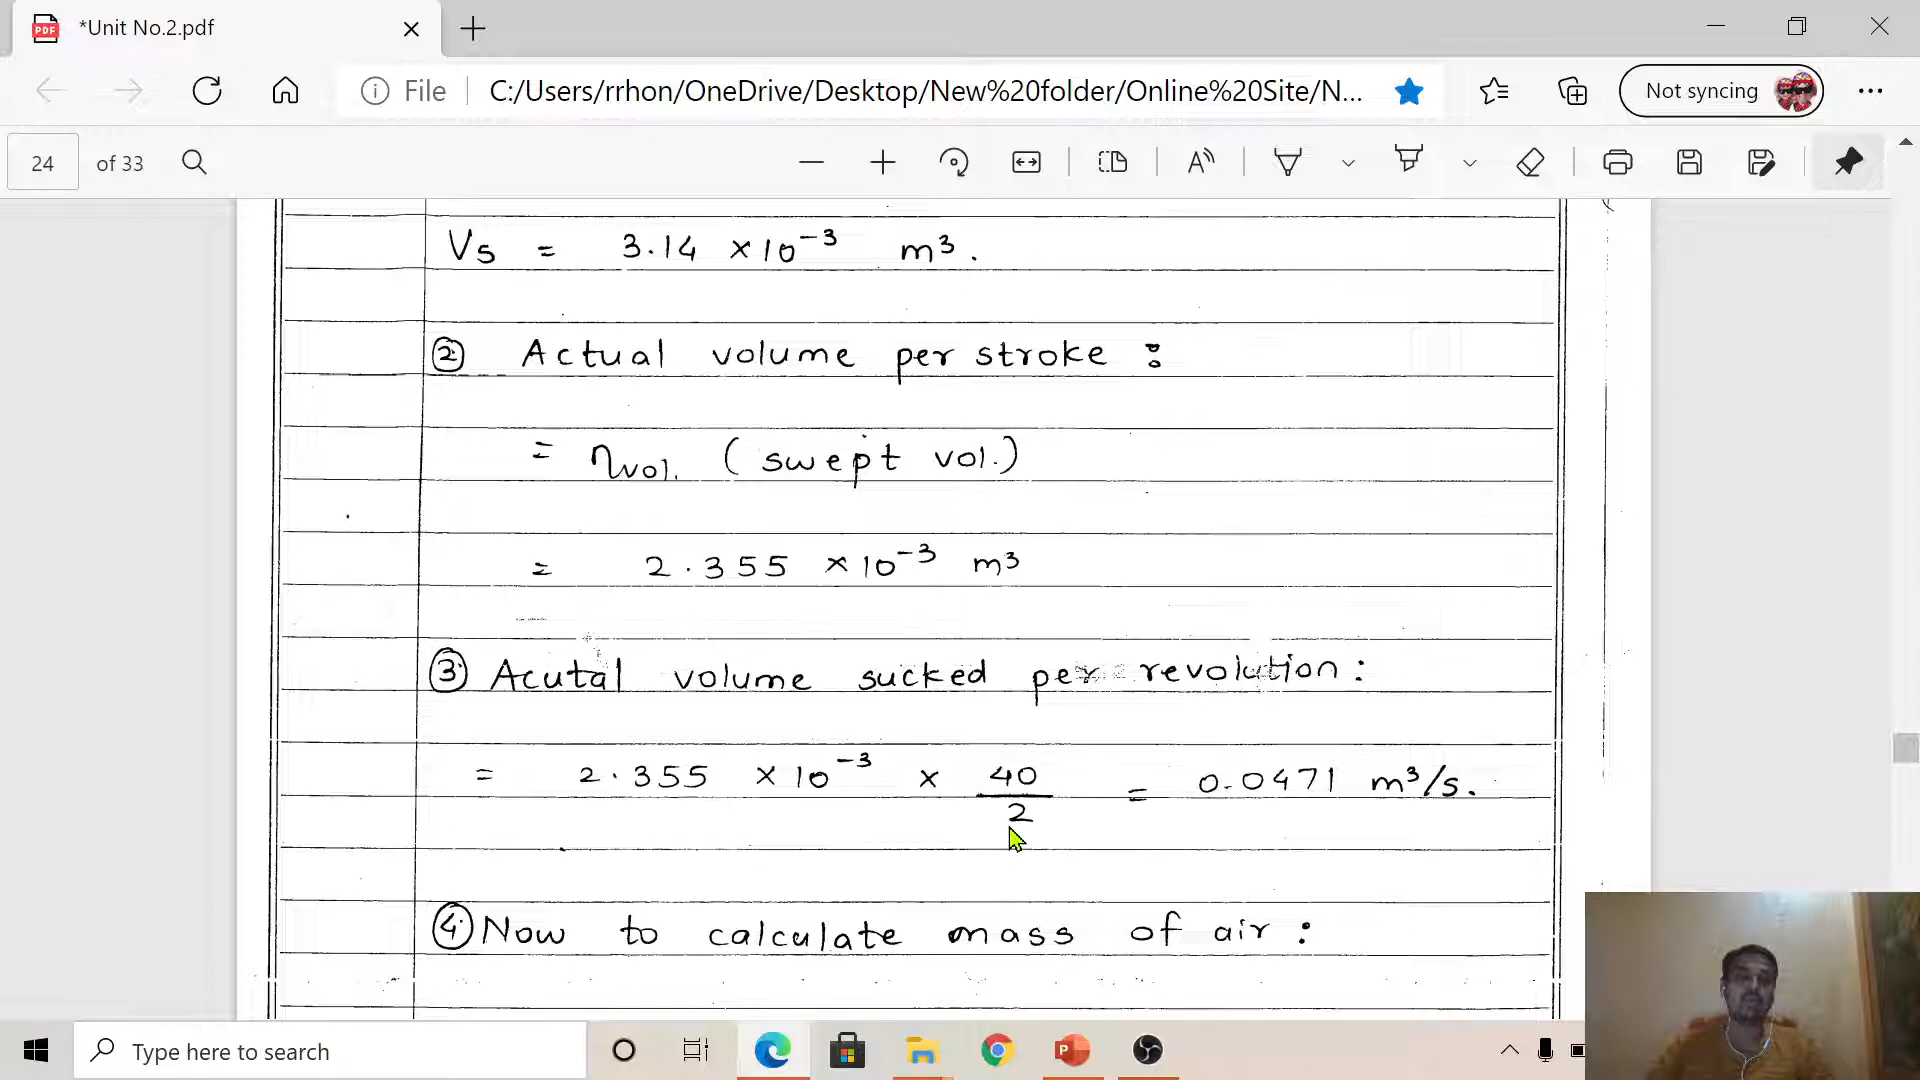 *Unit No.2.pdf
File
C:/Users/rrhon/OneDrive/Desktop/New%20folder/Online%20Site/N...
Not syncing
24 of 33
Vs = 3.14 ×10⁻³ m³.
② Actual volume per stroke :
= ηvol. ( swept vol.)
= 2.355 ×10⁻³ m³
③ Acutal volume sucked per revolution :
= 2.355 ×10⁻³ × 40/2 = 0.0471 m³/s.
④ Now to calculate mass of air :
Type here to search